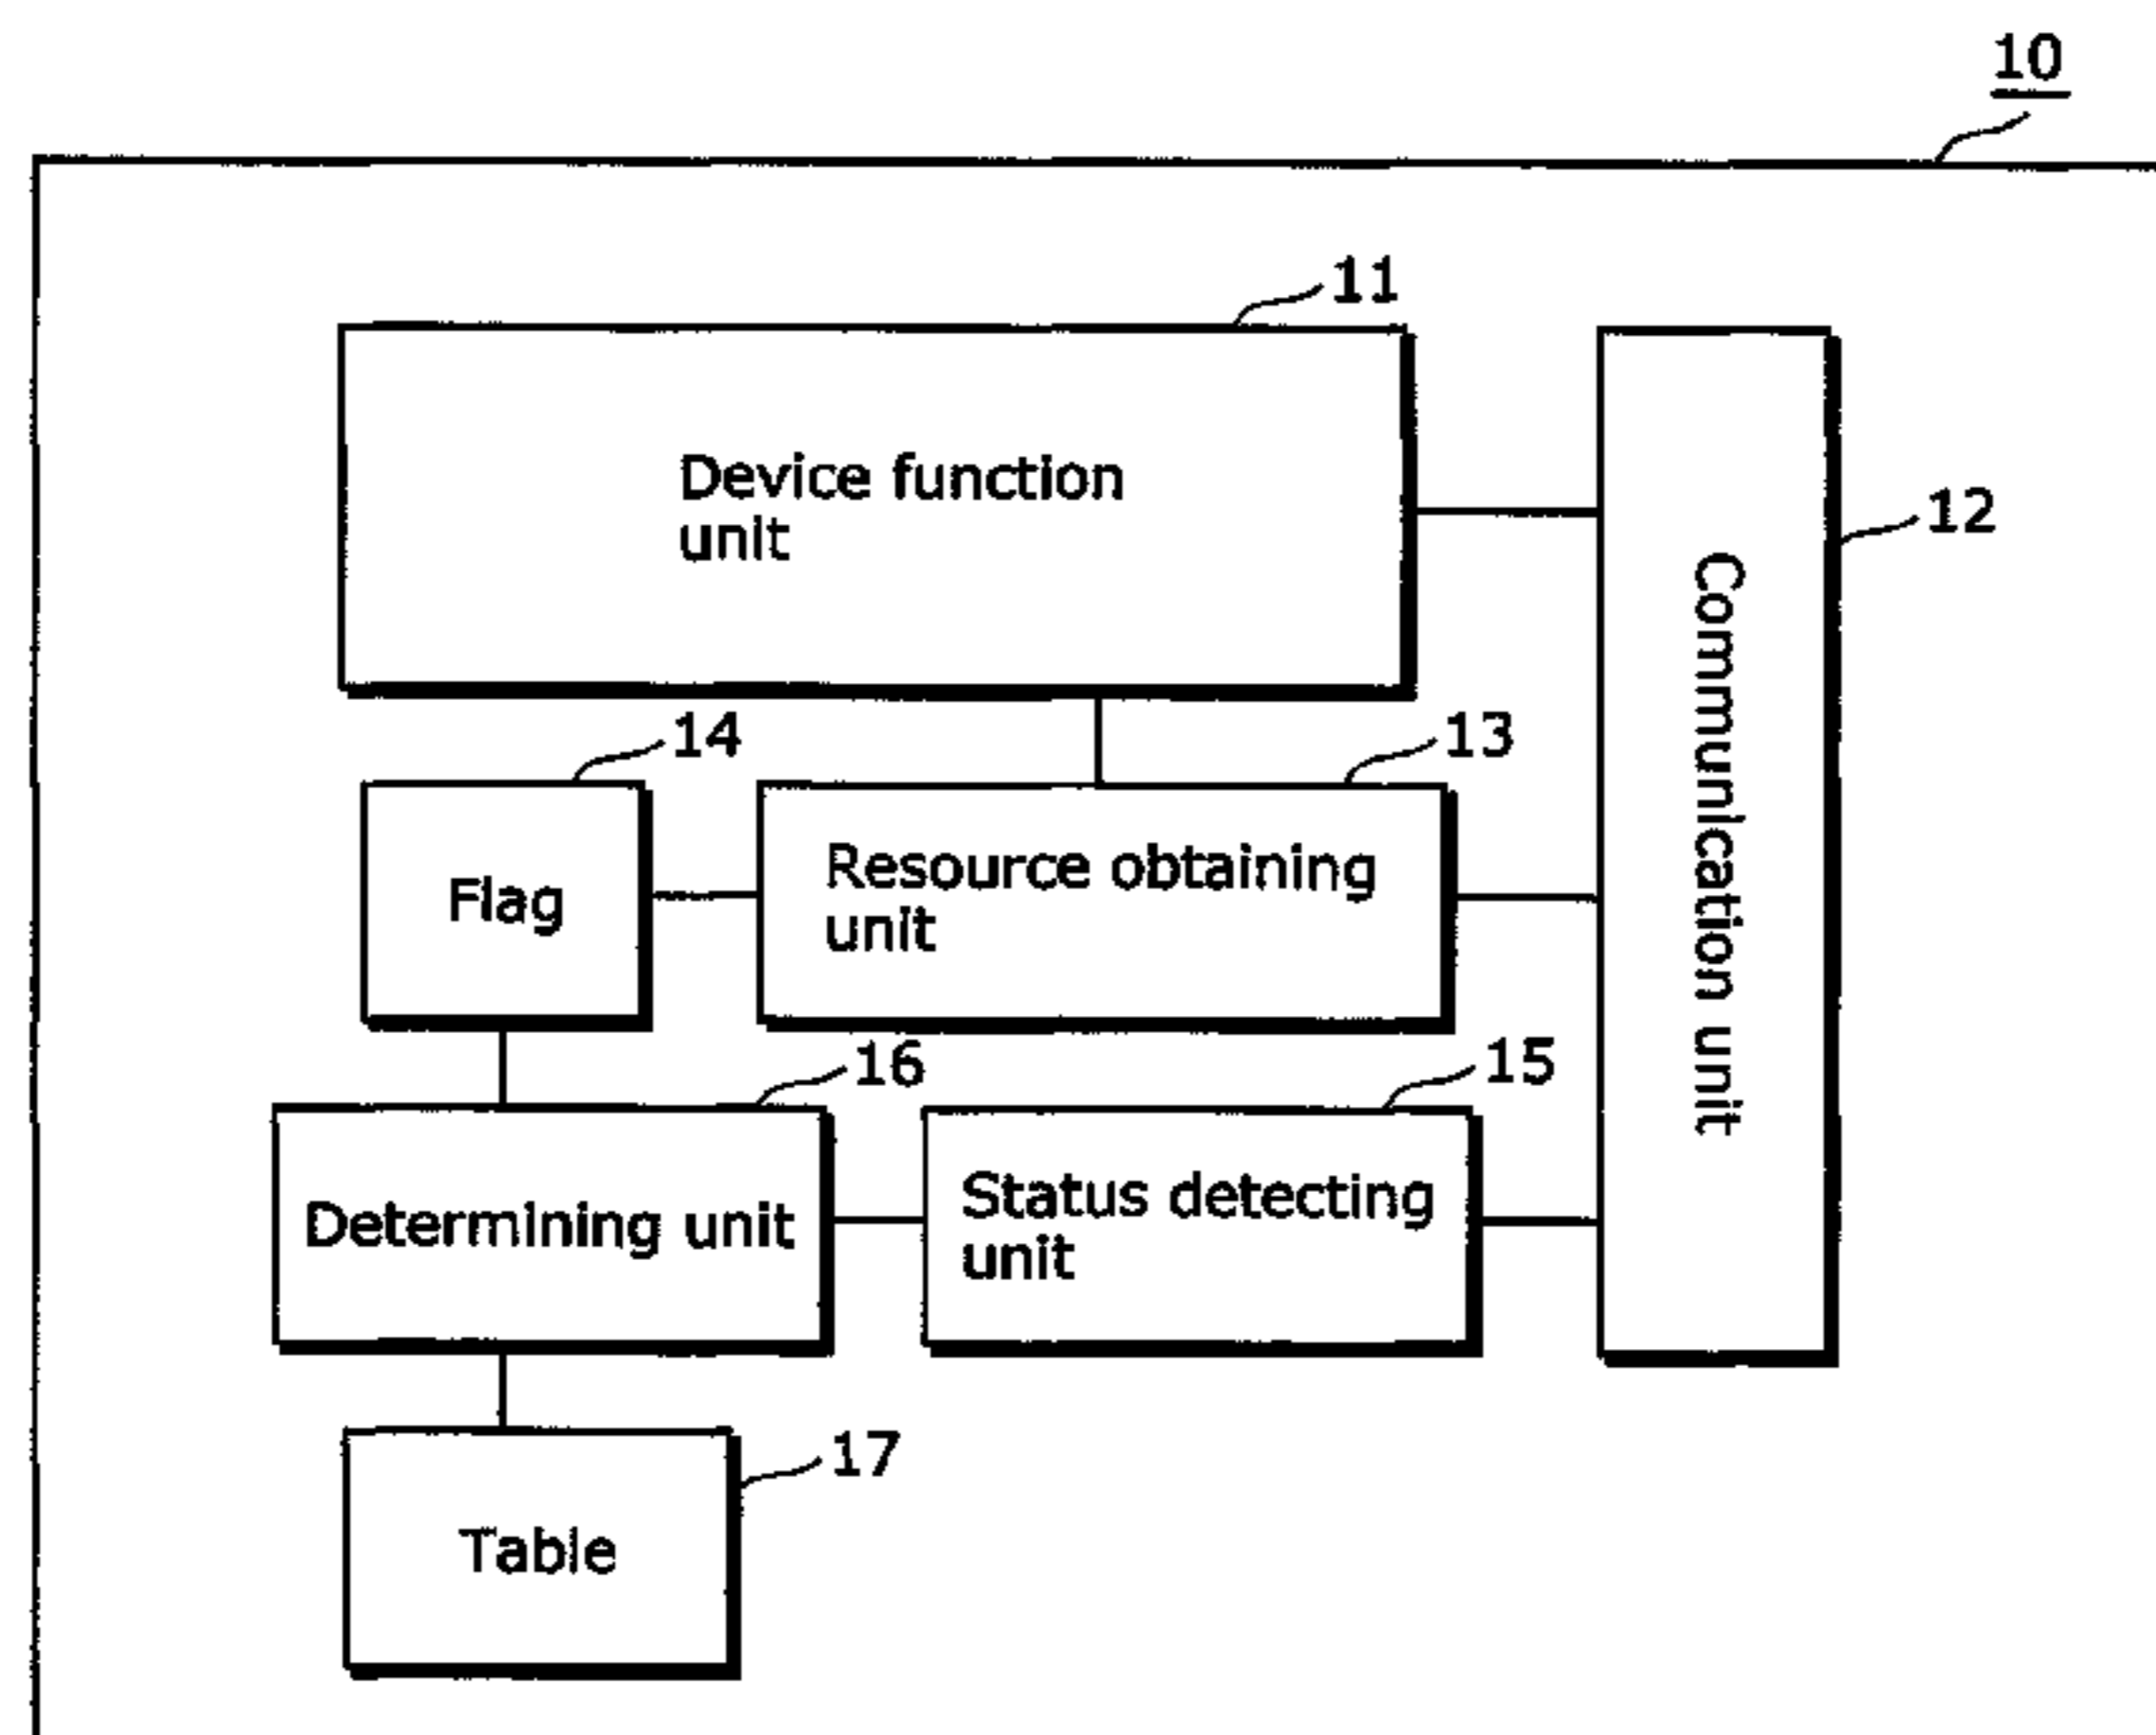 10
11
Device function
unit
12
Communication unit
14
13
Flag
Resource obtaining
unit
16
15
Determining unit
Status detecting
unit
17
Table